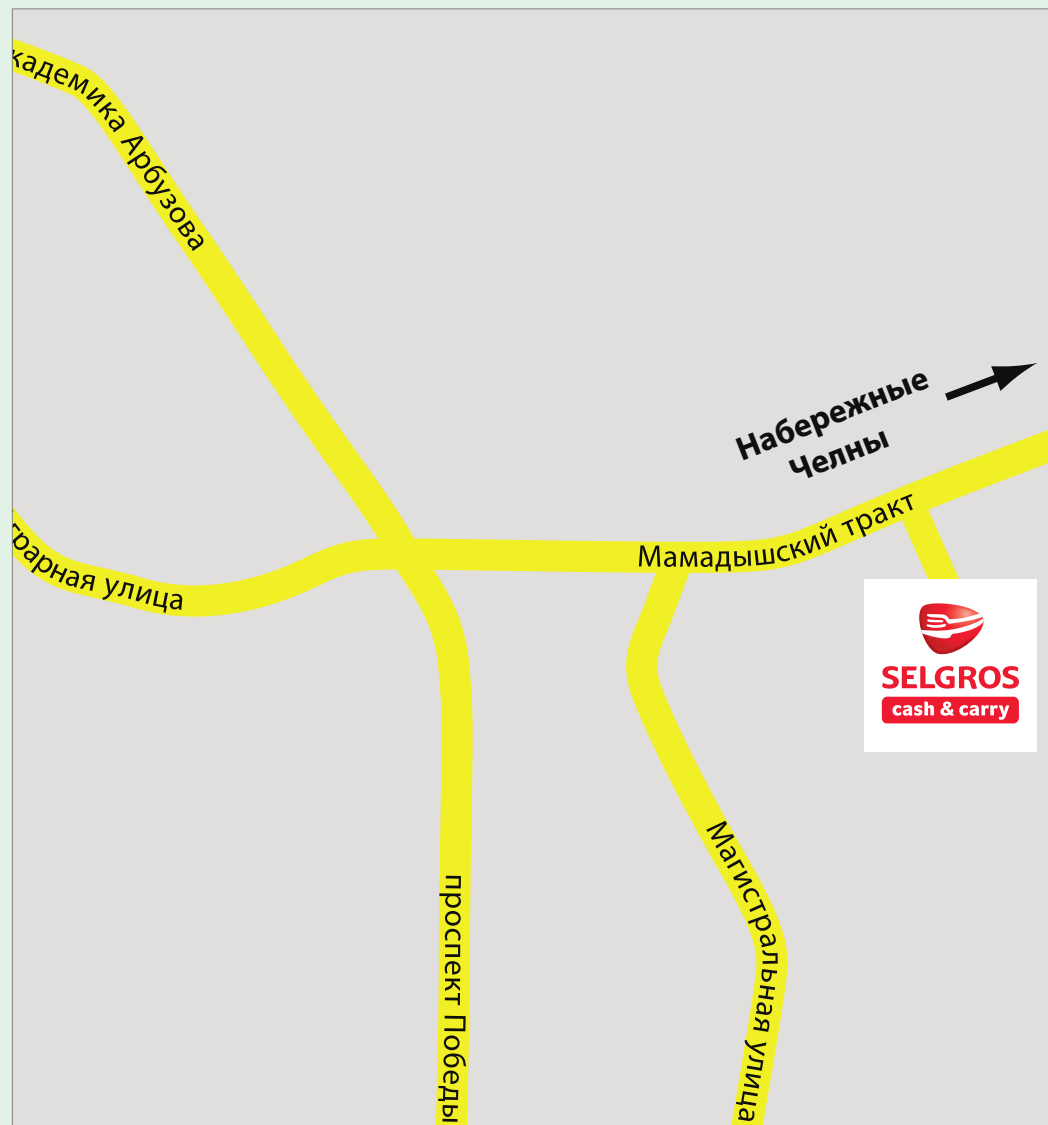 кадемика Арбузова
Набережные
Челны
Мамадышский тракт
грарная улица
SELGROS
cash & carry
Магистральная улица
проспект Победы